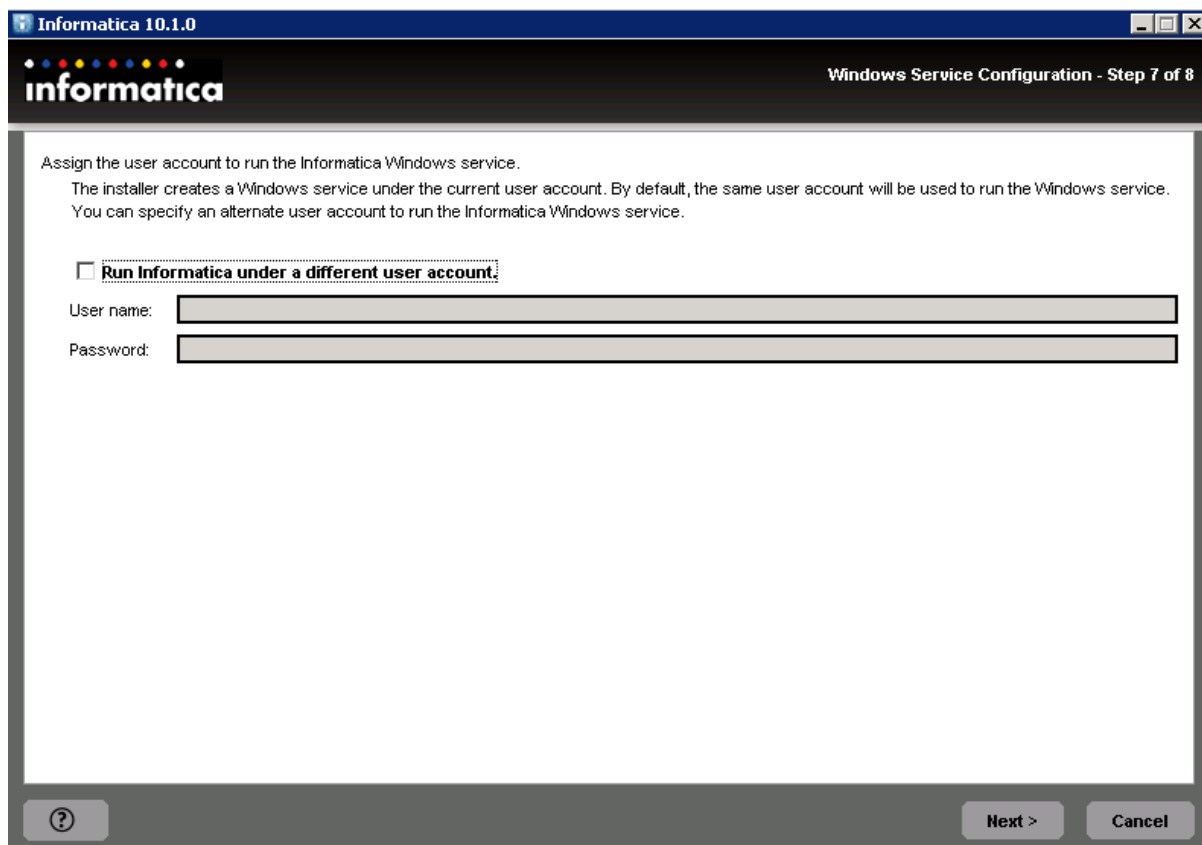 Informatica 10.1.0
informatica
Windows Service Configuration - Step 7 of 8
Assign the user account to run the Informatica Windows service.
The installer creates a Windows service under the current user account. By default, the same user account will be used to run the Windows service.
You can specify an alternate user account to run the Informatica Windows service.
Run Informatica under a different user account.
User name:
Password:
?
Next >
Cancel